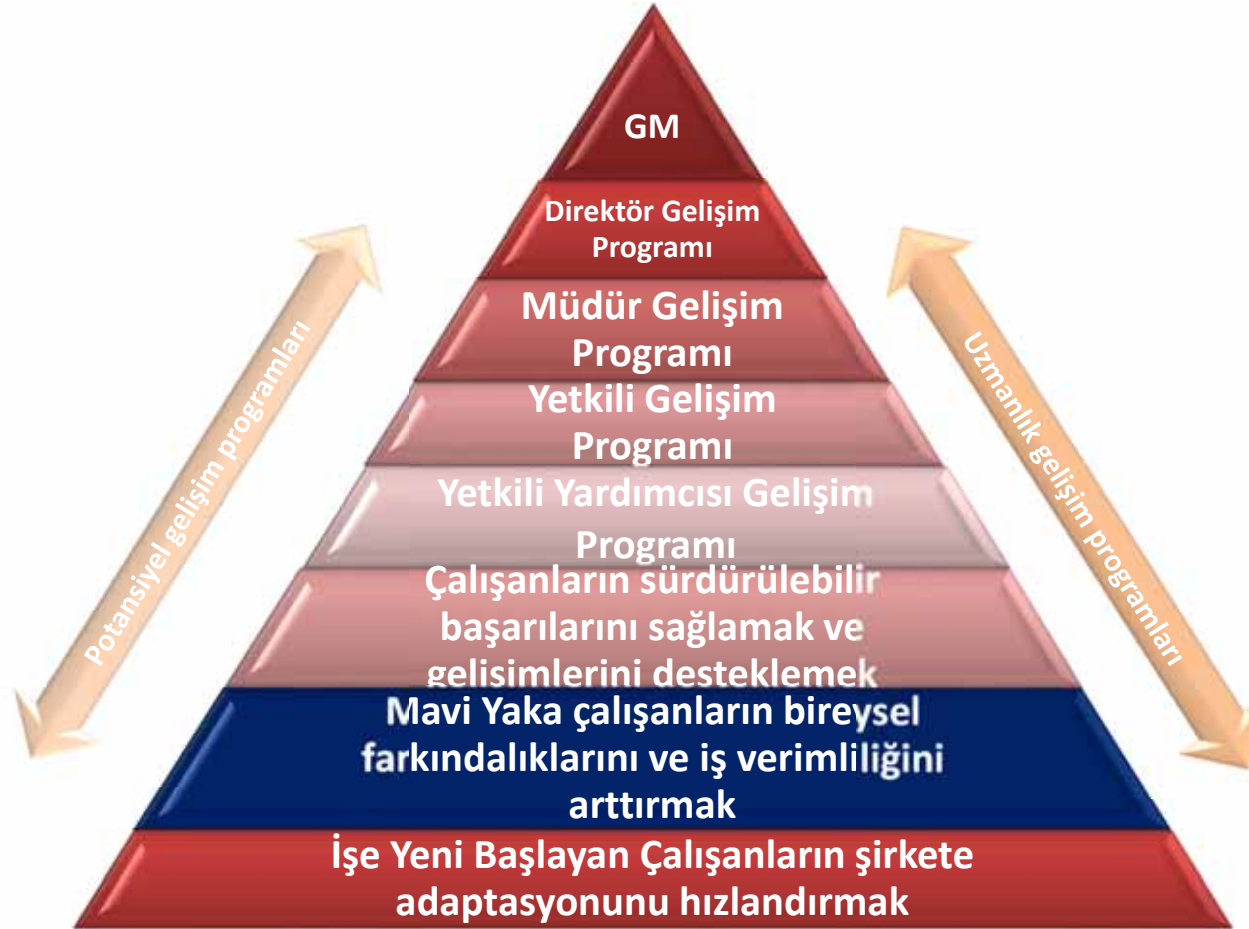 GM
Direktör Gelişim
Programı
Müdür Gelişim
Programı
Yetkili Gelişim
Programı
Yetkili Yardımcısı Gelişim
Programı
Çalışanların sürdürülebilir
başarılarını sağlamak ve
gelişimlerini desteklemek
Mavi Yaka çalışanların bireysel
farkındalıklarını ve iş verimliliğini
arttırmak
İşe Yeni Başlayan Çalışanların şirkete
adaptasyonunu hızlandırmak
Potansiyel gelişim programları
Uzmanlık gelişim programları